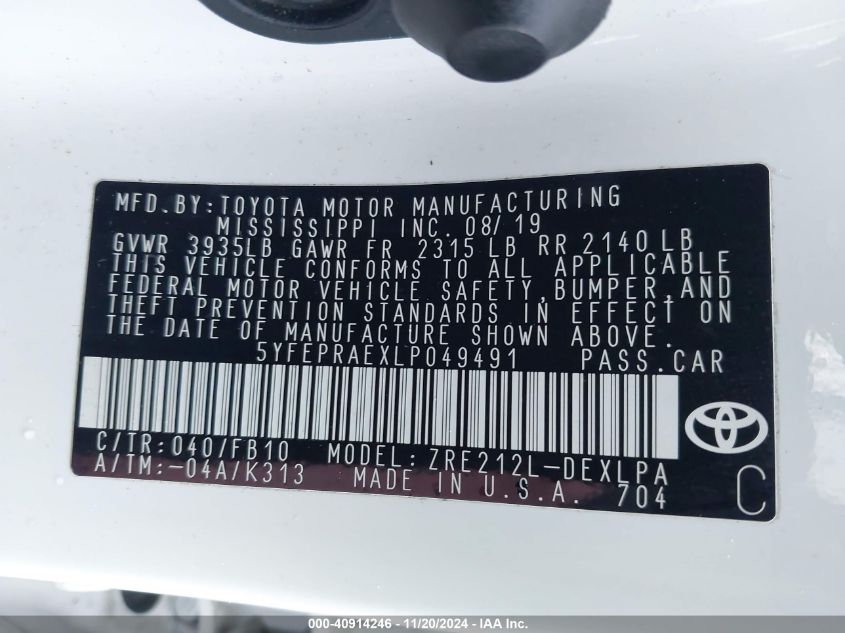 MFD.BY:TOYOTA MOTOR MANUFACTURING
MISSISSIPPI INC. 08/19
GVWR 3935LB GAWR FR 2315 LB RR 2140 LB
THIS VEHICLE CONFORMS TO ALL APPLICABLE
FEDERAL MOTOR VEHICLE SAFETY, BUMPER, AND
THEFT PREVENTION STANDARDS IN EFFECT ON
THE DATE OF MANUFACTURE SHOWN ABOVE.
5YFEPRAEXLP049491 PASS.CAR
C/TR:040/FB10 MODEL:ZRE212L-DEXLPA
A/TM:-04A/K313 MADE IN U.S.A. 704
C
000-40914246 - 11/20/2024 - IAA Inc.